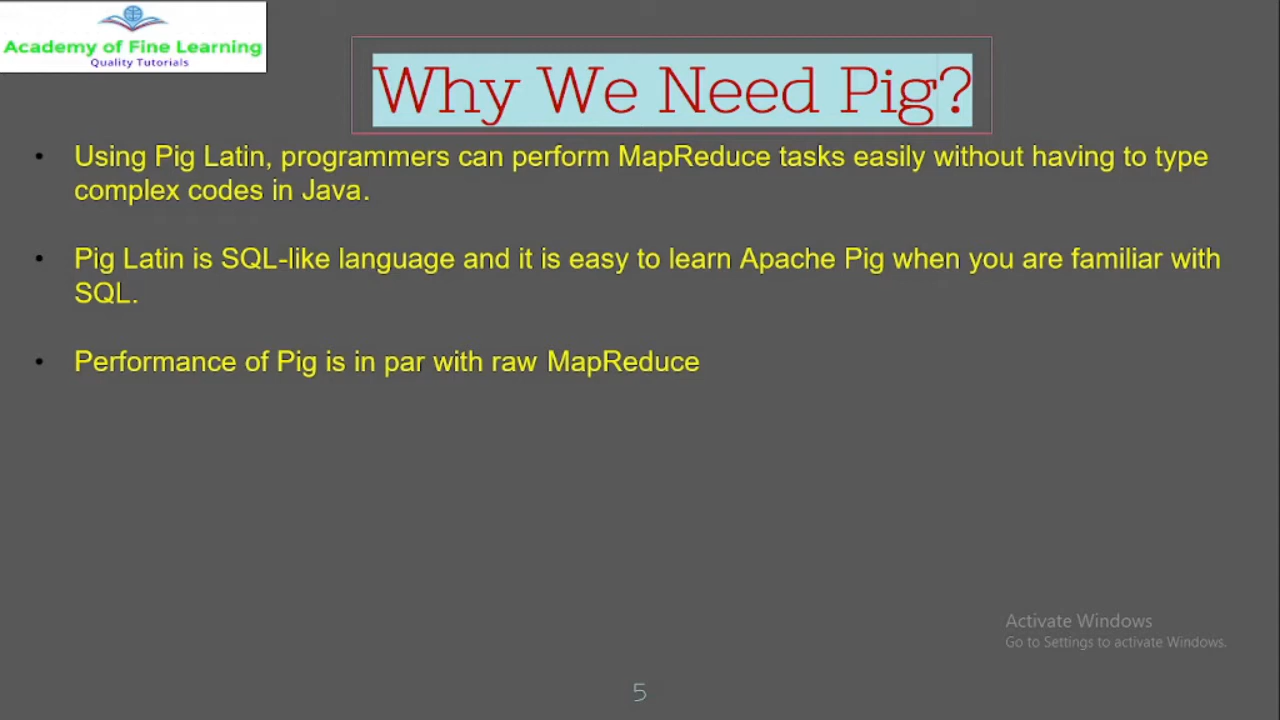 Academy of Fine Learning
Quality Tutorials
Why We Need Pig?
• Using Pig Latin, programmers can perform MapReduce tasks easily without having to type
complex codes in Java.
• Pig Latin is SQL-like language and it is easy to learn Apache Pig when you are familiar with
SQL.
• Performance of Pig is in par with raw MapReduce
Activate Windows
Go to Settings to activate Windows.
5